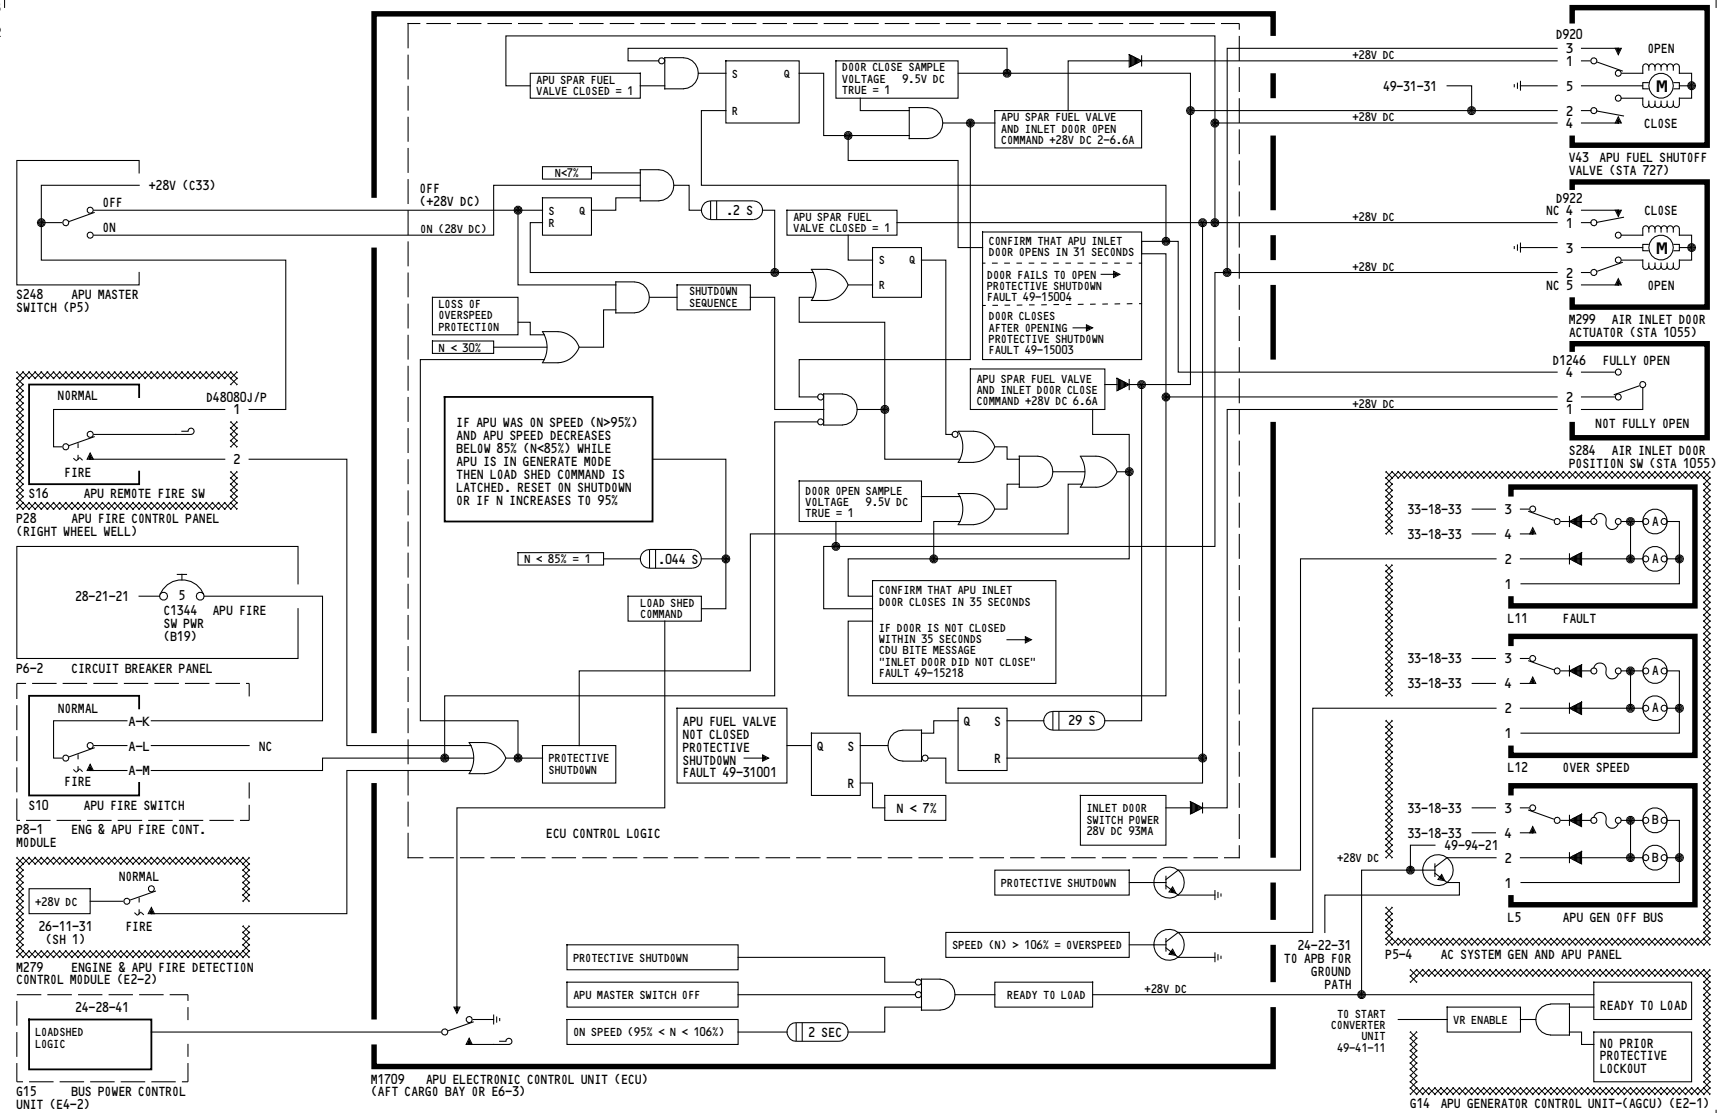 +28V (C33)
OFF
ON
S248   APU MASTER
SWITCH (P5)
NORMAL
D48080J/P
1
2
FIRE
S16   APU REMOTE FIRE SW
P28   APU FIRE CONTROL PANEL
(RIGHT WHEEL WELL)
28-21-21
5
C1344   APU FIRE
SW PWR
(B19)
P6-2   CIRCUIT BREAKER PANEL
NORMAL
A-K
A-L
NC
A-M
FIRE
S10   APU FIRE SWITCH
P8-1   ENG & APU FIRE CONT.
MODULE
NORMAL
+28V DC
26-11-31
(SH 1)
FIRE
M279   ENGINE & APU FIRE DETECTION
CONTROL MODULE (E2-2)
24-28-41
LOADSHED
LOGIC
G15   BUS POWER CONTROL
UNIT (E4-2)
APU SPAR FUEL
VALVE CLOSED = 1
S
Q
R
DOOR CLOSE SAMPLE
VOLTAGE   9.5V DC
TRUE = 1
APU SPAR FUEL VALVE
AND INLET DOOR OPEN
COMMAND +28V DC 2-6.6A
N<7%
OFF
(+28V DC)
ON (28V DC)
S
Q
R
.2 S
APU SPAR FUEL
VALVE CLOSED = 1
S
Q
R
CONFIRM THAT APU INLET
DOOR OPENS IN 31 SECONDS
DOOR FAILS TO OPEN
PROTECTIVE SHUTDOWN
FAULT 49-15004
DOOR CLOSES
AFTER OPENING
PROTECTIVE SHUTDOWN
FAULT 49-15003
LOSS OF
OVERSPEED
PROTECTION
N < 30%
SHUTDOWN
SEQUENCE
APU SPAR FUEL VALVE
AND INLET DOOR CLOSE
COMMAND +28V DC 6.6A
IF APU WAS ON SPEED (N>95%)
AND APU SPEED DECREASES
BELOW 85% (N<85%) WHILE
APU IS IN GENERATE MODE
THEN LOAD SHED COMMAND IS
LATCHED. RESET ON SHUTDOWN
OR IF N INCREASES TO 95%
DOOR OPEN SAMPLE
VOLTAGE   9.5V DC
TRUE = 1
N < 85% = 1
.044 S
LOAD SHED
COMMAND
CONFIRM THAT APU INLET
DOOR CLOSES IN 35 SECONDS
IF DOOR IS NOT CLOSED
WITHIN 35 SECONDS
CDU BITE MESSAGE
"INLET DOOR DID NOT CLOSE"
FAULT 49-15218
PROTECTIVE
SHUTDOWN
APU FUEL VALVE
NOT CLOSED
PROTECTIVE
SHUTDOWN
FAULT 49-31001
Q
S
R
Q
S
R
29 S
N < 7%
INLET DOOR
SWITCH POWER
28V DC 93MA
ECU CONTROL LOGIC
PROTECTIVE SHUTDOWN
SPEED (N) > 106% = OVERSPEED
PROTECTIVE SHUTDOWN
APU MASTER SWITCH OFF
ON SPEED (95% < N < 106%)
2 SEC
READY TO LOAD
+28V DC
M1709   APU ELECTRONIC CONTROL UNIT (ECU)
(AFT CARGO BAY OR E6-3)
D920
+28V DC
3
OPEN
1
49-31-31
5
M
2
+28V DC
4
CLOSE
V43   APU FUEL SHUTOFF
VALVE (STA 727)
D922
NC 4
CLOSE
+28V DC
1
3
M
+28V DC
2
NC 5
OPEN
M299   AIR INLET DOOR
ACTUATOR (STA 1055)
D1246
FULLY OPEN
4
2
+28V DC
1
NOT FULLY OPEN
S284   AIR INLET DOOR
POSITION SW (STA 1055)
33-18-33
3
A
33-18-33
4
2
A
1
L11   FAULT
33-18-33
3
A
33-18-33
4
2
A
1
L12   OVER SPEED
33-18-33
3
B
33-18-33
4
49-94-21
+28V DC
2
B
1
L5   APU GEN OFF BUS
P5-4   AC SYSTEM GEN AND APU PANEL
24-22-31
TO APB FOR
GROUND
PATH
TO START
CONVERTER
UNIT
49-41-11
VR ENABLE
READY TO LOAD
NO PRIOR
PROTECTIVE
LOCKOUT
G14   APU GENERATOR CONTROL UNIT-(AGCU) (E2-1)